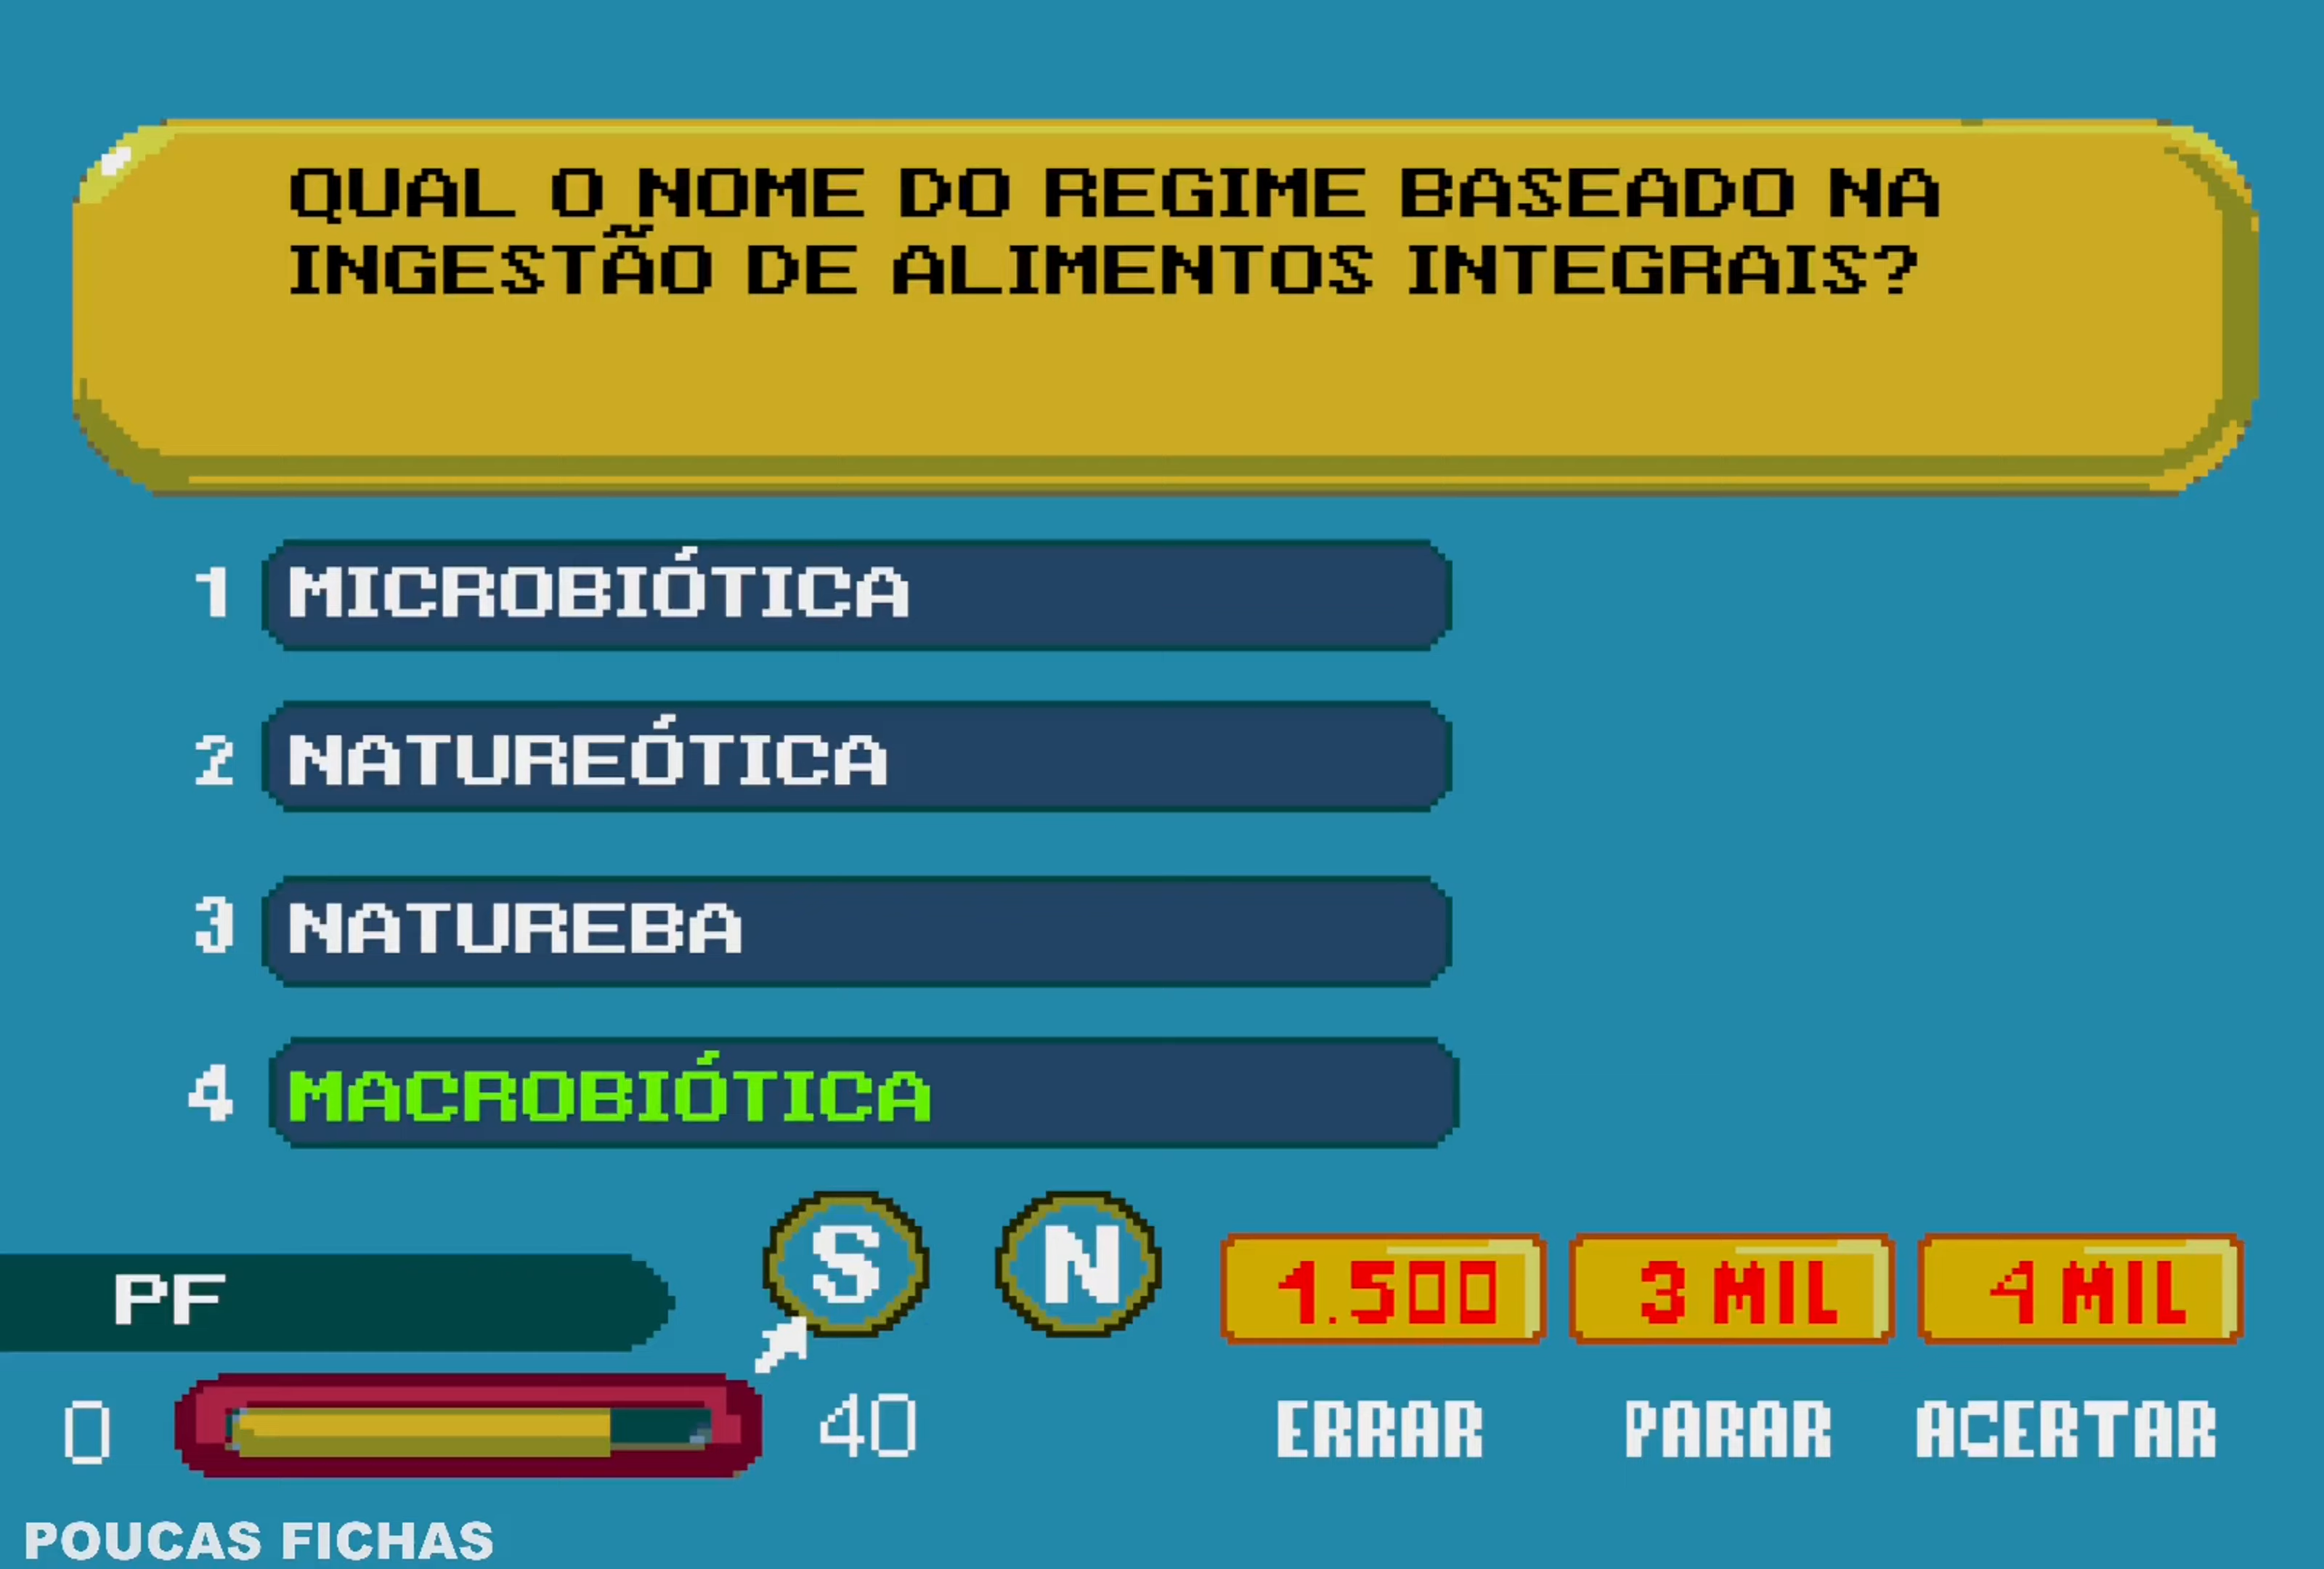 QUAL O NOME DO REGIME BASEADO NA
INGESTÃO DE ALIMENTOS INTEGRAIS?
1 MICROBIÓTICA
2 NATUREÓTICA
3 NATUREBA
4 MACROBIÓTICA
PF
S N
1.500 3 MIL 4 MIL
0 40
ERRAR PARAR ACERTAR
POUCAS FICHAS